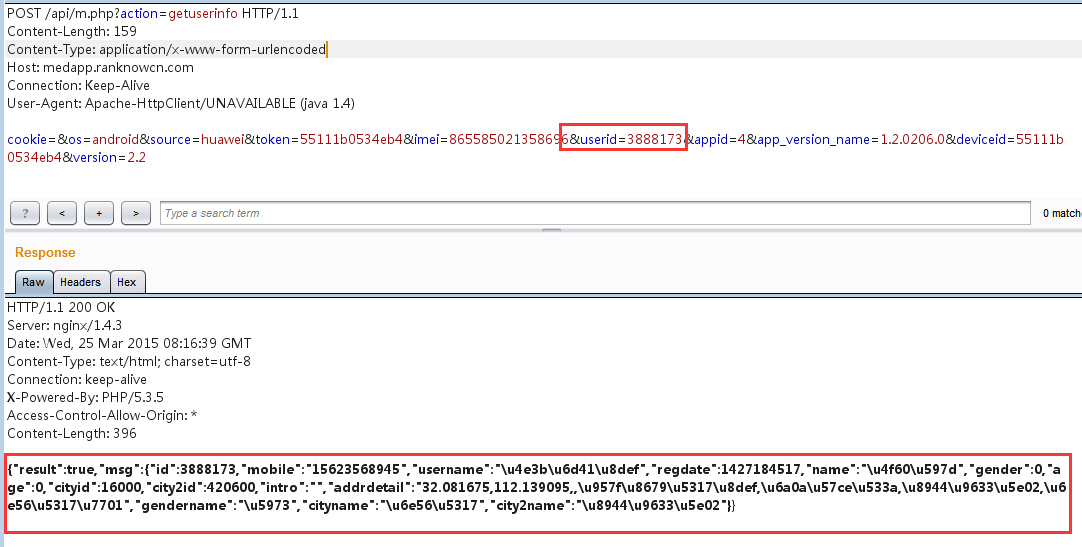 POST /api/m.php?action=getuserinfo HTTP/1.1
Content-Length: 159
Content-Type: application/x-www-form-urlencoded
Host: medapp.ranknowcn.com
Connection: Keep-Alive
User-Agent: Apache-HttpClient/UNAVAILABLE (java 1.4)
cookie=&os=android&source=huawei&token=55111b0534eb4&imei=865585021358696&userid=3888173&appid=4&app_version_name=1.2.0206.0&deviceid=55111b
0534eb4&version=2.2
? < + > Type a search term 0 matche
Response
Raw Headers Hex
HTTP/1.1 200 OK
Server: nginx/1.4.3
Date: Wed, 25 Mar 2015 08:16:39 GMT
Content-Type: text/html; charset=utf-8
Connection: keep-alive
X-Powered-By: PHP/5.3.5
Access-Control-Allow-Origin: *
Content-Length: 396
{"result":true,"msg":{"id":3888173,"mobile":"15623568945","username":"\u4e3b\u6d41\u8def","regdate":1427184517,"name":"\u4f60\u597d","gender":0,"a
ge":0,"cityid":16000,"city2id":420600,"intro":"","addrdetail":"32.081675,112.139095,,\u957f\u8679\u5317\u8def,\u6a0a\u57ce\u533a,\u8944\u9633\u5e02,\u6
e56\u5317\u7701","gendername":"\u5973","cityname":"\u6e56\u5317","city2name":"\u8944\u9633\u5e02"}}